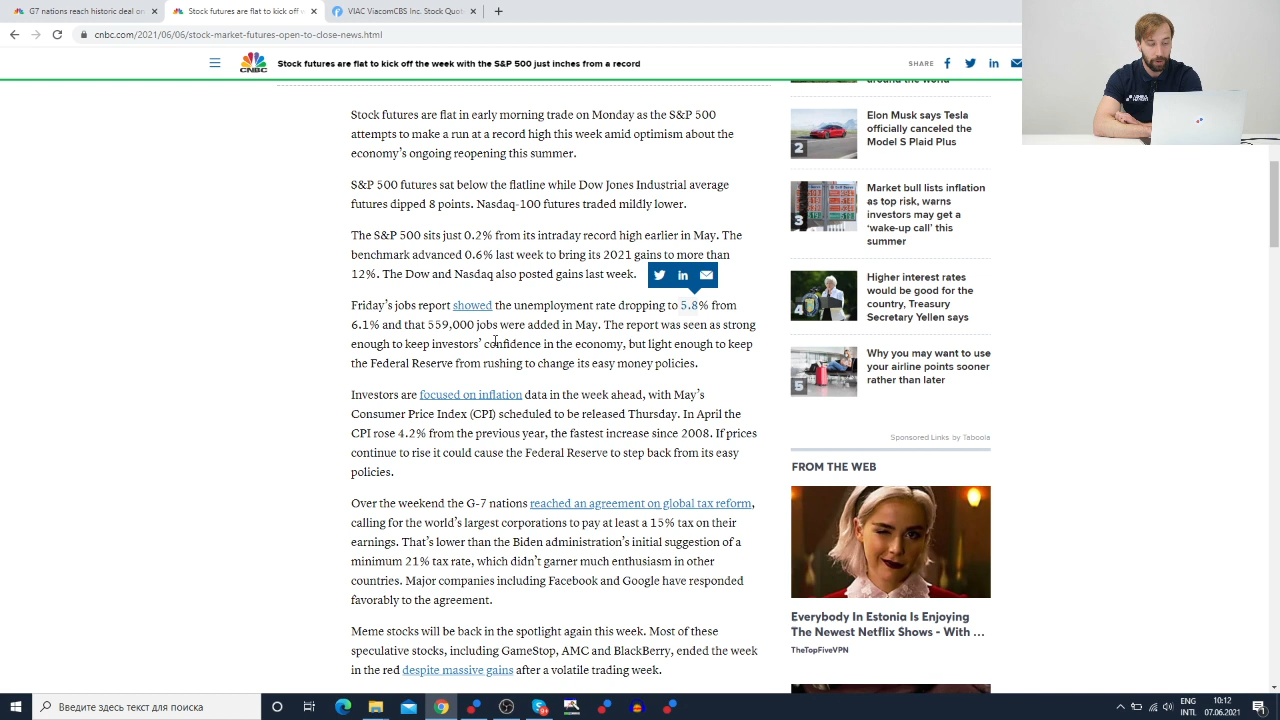 G7 nations reach historic deal to
Stock futures are flat to kick off
VIAC ViacomCBS Inc. Stock Quot
cnbc.com/2021/06/06/stock-market-futures-open-to-close-news.html
CNBC
Stock futures are flat to kick off the week with the S&P 500 just inches from a record
SHARE
Stock futures are flat in early morning trade on Monday as the S&P 500
attempts to make a run at a record high this week amid optimism about the
economy's ongoing reopening this summer.
S&P 500 futures sat below the flatline while Dow Jones Industrial average
futures dipped 8 points. Nasdaq-100 futures traded mildly lower.
The S&P 500 sits just 0.2% from its intraday record high earlier in May. The
benchmark advanced 0.6% last week to bring its 2021 gains to more than
12%. The Dow and Nasdaq also posted gains last week.
Friday's jobs report showed the unemployment rate dropping to 5.8% from
6.1% and that 559,000 jobs were added in May. The report was seen as strong
enough to keep investors' confidence in the economy, but light enough to keep
the Federal Reserve from rushing to change its easy money policies.
Investors are focused on inflation data in the week ahead, with May's
Consumer Price Index (CPI) scheduled to be released Thursday. In April the
CPI rose 4.2% from the previous year, the fastest increase since 2008. If prices
continue to rise it could cause the Federal Reserve to step back from its easy
policies.
Over the weekend the G-7 nations reached an agreement on global tax reform,
calling for the world's largest corporations to pay at least a 15% tax on their
earnings. That's lower than the Biden administration's initial suggestion of a
minimum 21% tax rate on foreign earnings in an effort to stop jurisdiction of
countries. Major companies such as Facebook and Google have responded
favorably to the agreement.
Meme stocks will be back in the spotlight again this week. Most of these
speculative stocks, including GameStop, AMC and BlackBerry, ended the week
in the red despite massive gains
around the world
2
Elon Musk says Tesla
officially canceled the
Model S Plaid Plus
3
Market bull lists inflation
as top risk, warns
investors may get a
‘wake-up call’ this
summer
4
Higher interest rates
would be good for the
country, Treasury
Secretary Yellen says
5
Why you may want to use
your airline points sooner
rather than later
Sponsored Links by Taboola
FROM THE WEB
Everybody In Estonia Is Enjoying
The Newest Netflix Shows - With ...
TheTopFiveVPN
Введите здесь текст для поиска
ENG
INTL
10:12
07.06.2021